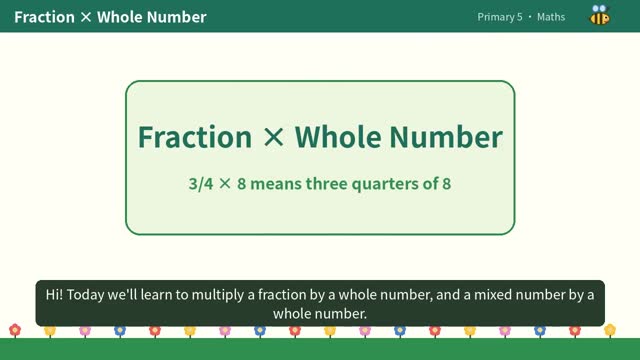 Fraction × Whole Number
Primary 5 • Maths
Fraction × Whole Number
3/4 × 8 means three quarters of 8
Hi! Today we'll learn to multiply a fraction by a whole number, and a mixed number by a
whole number.